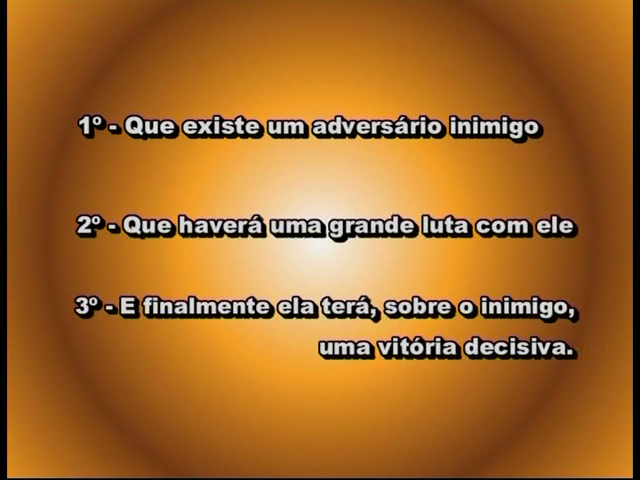 1º - Que existe um adversário inimigo
2º - Que haverá uma grande luta com ele
3º - E finalmente ela terá, sobre o inimigo,
uma vitória decisiva.